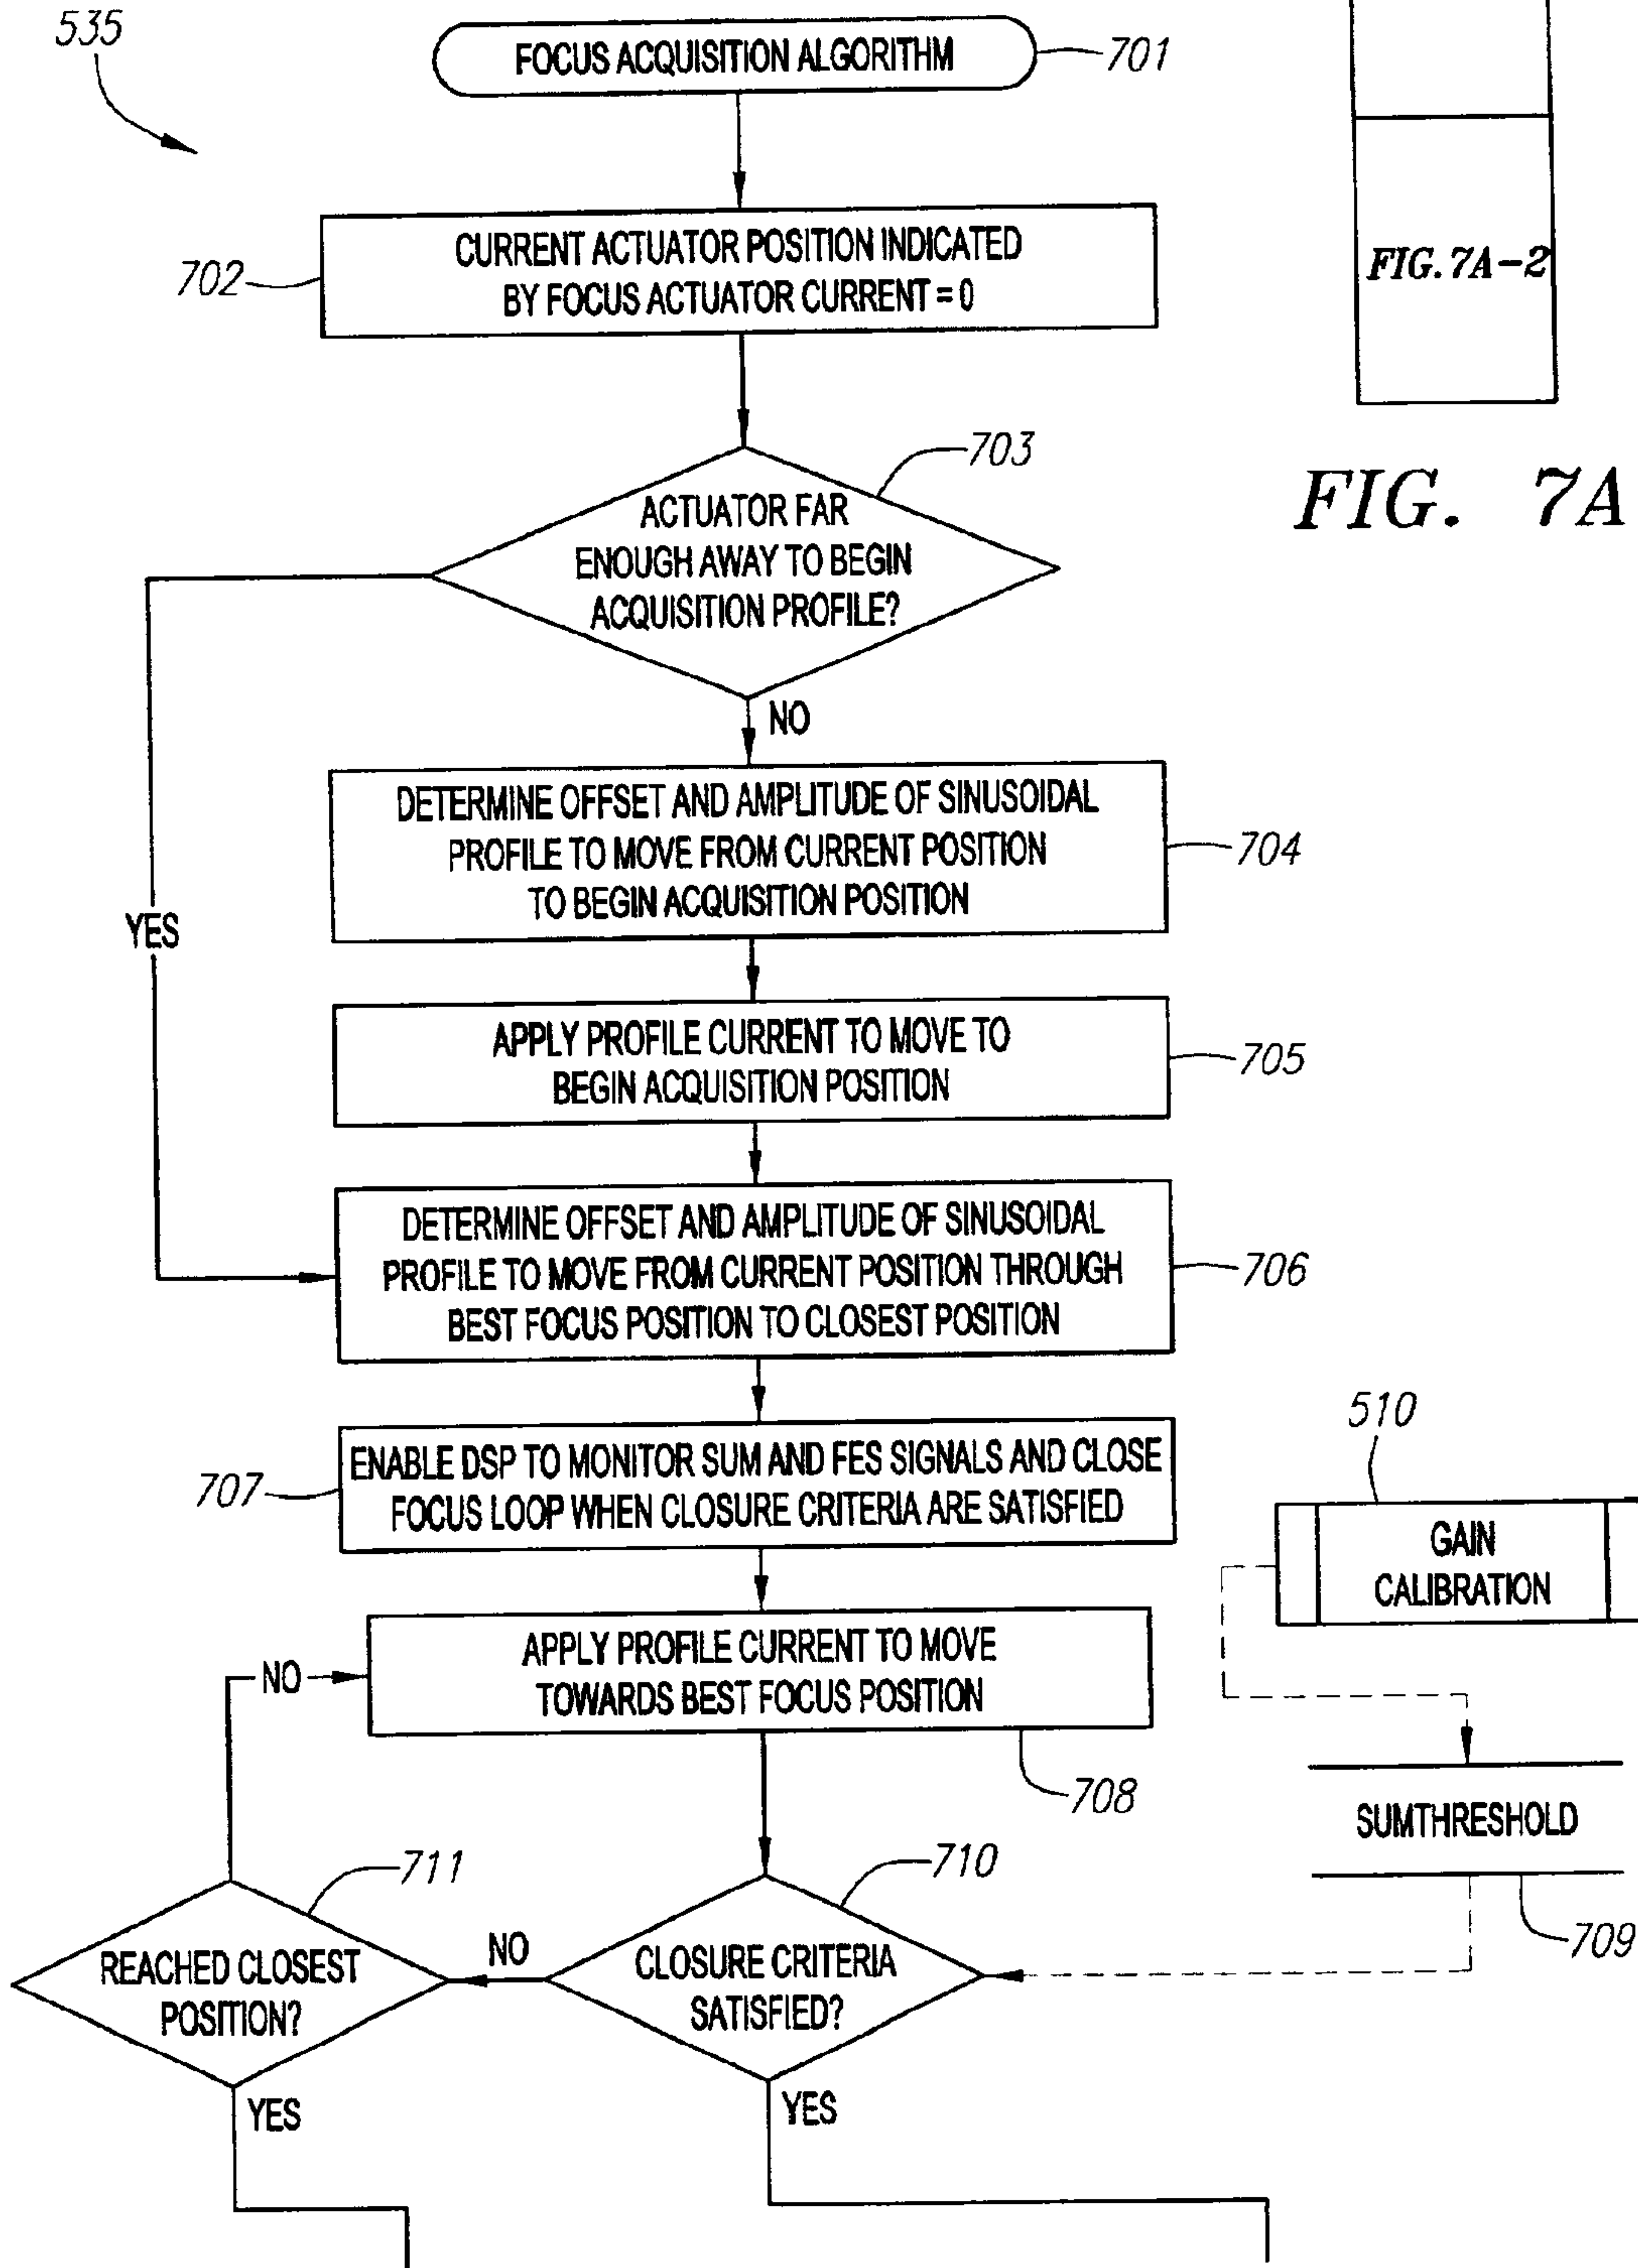 535
FOCUS ACQUISITION ALGORITHM
701
702
CURRENT ACTUATOR POSITION INDICATED
BY FOCUS ACTUATOR CURRENT = 0
FIG. 7A-2
FIG. 7A
703
ACTUATOR FAR
ENOUGH AWAY TO BEGIN
ACQUISITION PROFILE?
NO
YES
DETERMINE OFFSET AND AMPLITUDE OF SINUSOIDAL
PROFILE TO MOVE FROM CURRENT POSITION
TO BEGIN ACQUISITION POSITION
704
APPLY PROFILE CURRENT TO MOVE TO
BEGIN ACQUISITION POSITION
705
DETERMINE OFFSET AND AMPLITUDE OF SINUSOIDAL
PROFILE TO MOVE FROM CURRENT POSITION THROUGH
BEST FOCUS POSITION TO CLOSEST POSITION
706
707
ENABLE DSP TO MONITOR SUM AND FES SIGNALS AND CLOSE
FOCUS LOOP WHEN CLOSURE CRITERIA ARE SATISFIED
510
GAIN
CALIBRATION
NO
APPLY PROFILE CURRENT TO MOVE
TOWARDS BEST FOCUS POSITION
708
SUMTHRESHOLD
709
711
REACHED CLOSEST
POSITION?
NO
710
CLOSURE CRITERIA
SATISFIED?
YES
YES